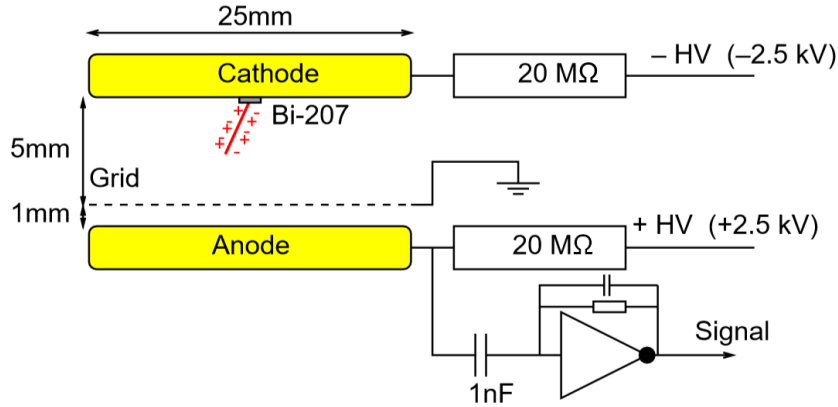 25mm
Cathode
20 MΩ
– HV (–2.5 kV)
Bi-207
+ + + + + + - - - -
5mm
Grid
1mm
Anode
20 MΩ
+ HV (+2.5 kV)
Signal
1nF